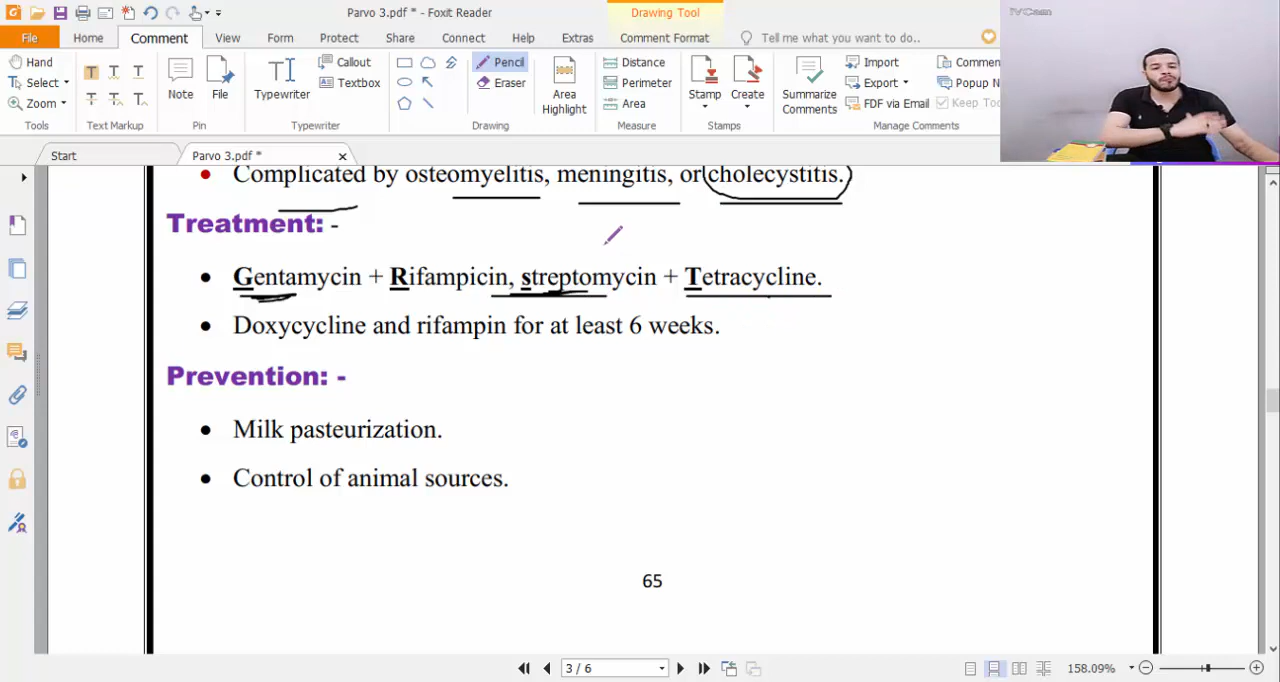 Parvo 3.pdf * - Foxit Reader
Drawing Tool
iVCam
File Home Comment View Form Protect Share Connect Help Extras Comment Format Tell me what you want to do..
Hand
Select
Zoom
Tools
Text Markup
Note
File
Pin
Typewriter
Callout
Textbox
Typewriter
Pencil
Eraser
Drawing
Area Highlight
Distance
Perimeter
Area
Measure
Stamp
Create
Stamps
Summarize Comments
Import
Export
FDF via Email
Commen
Popup N
Keep Too
Manage Comments
Start
Parvo 3.pdf *
• Complicated by osteomyelitis, meningitis, or cholecystitis.
Treatment: -
• Gentamycin + Rifampicin, streptomycin + Tetracycline.
• Doxycycline and rifampin for at least 6 weeks.
Prevention: -
• Milk pasteurization.
• Control of animal sources.
65
3 / 6
158.09%